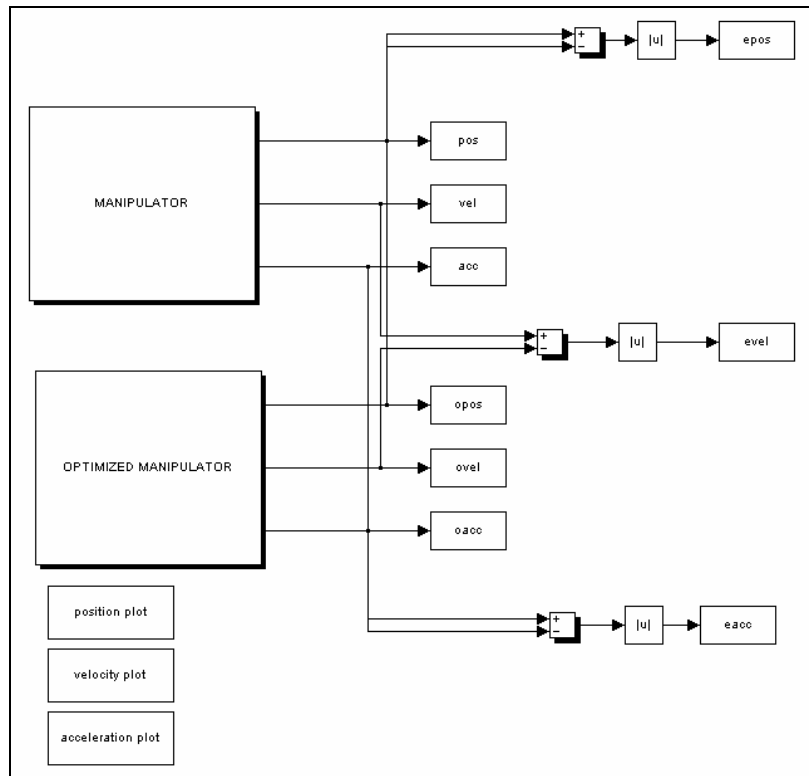 +
−
|u|
epos
MANIPULATOR
pos
vel
acc
+
−
|u|
evel
OPTIMIZED MANIPULATOR
opos
ovel
oacc
position plot
velocity plot
acceleration plot
+
−
|u|
eacc